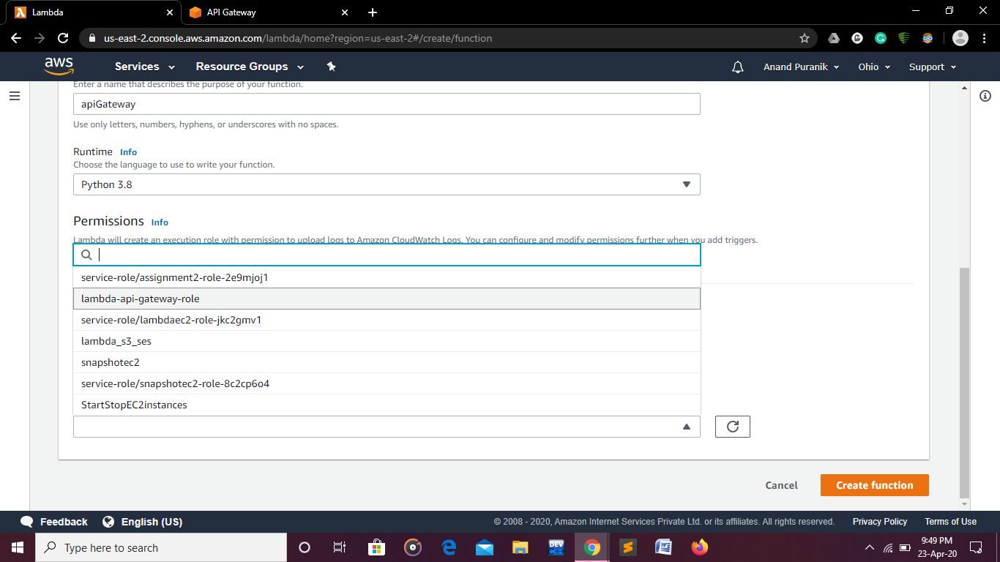 Lambda
API Gateway
us-east-2.console.aws.amazon.com/lambda/home?region=us-east-2#/create/function
aws
Services
Resource Groups
Anand Puranik
Ohio
Support
Enter a name that describes the purpose of your function.
apiGateway
Use only letters, numbers, hyphens, or underscores with no spaces.
Runtime Info
Choose the language to use to write your function.
Python 3.8
Permissions Info
Lambda will create an execution role with permission to upload logs to Amazon CloudWatch Logs. You can configure and modify permissions further when you add triggers.
service-role/assignment2-role-2e9mjoj1
lambda-api-gateway-role
service-role/lambdaec2-role-jkc2gmv1
lambda_s3_ses
snapshotec2
service-role/snapshotec2-role-8c2cp6o4
StartStopEC2instances
Cancel
Create function
Feedback
English (US)
© 2008 - 2020, Amazon Internet Services Private Ltd. or its affiliates. All rights reserved.
Privacy Policy
Terms of Use
Type here to search
DEV
9:49 PM
23-Apr-20